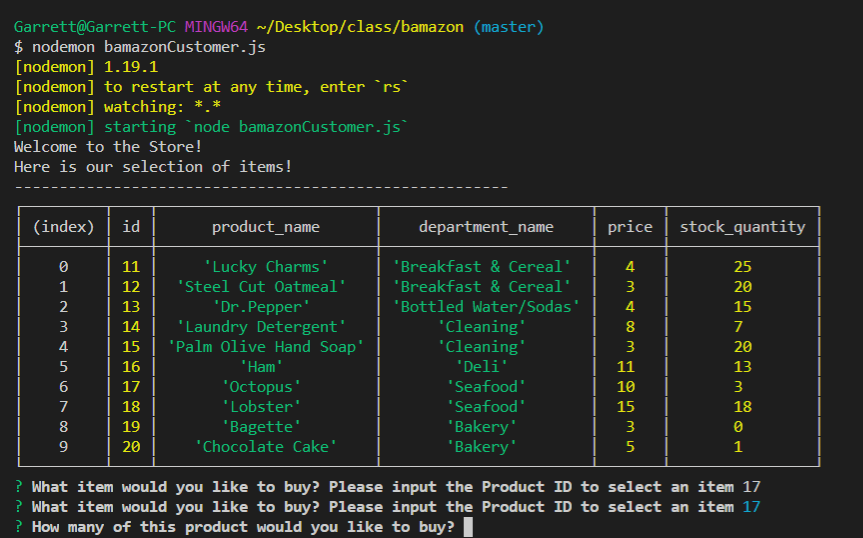 Garrett@Garrett-PC MINGW64 ~/Desktop/class/bamazon (master)
$ nodemon bamazonCustomer.js
[nodemon] 1.19.1
[nodemon] to restart at any time, enter `rs`
[nodemon] watching: *.*
[nodemon] starting `node bamazonCustomer.js`
Welcome to the Store!
Here is our selection of items!
-------------------------------------------------------
(index) id product_name department_name price stock_quantity
0 11 'Lucky Charms' 'Breakfast & Cereal' 4 25
1 12 'Steel Cut Oatmeal' 'Breakfast & Cereal' 3 20
2 13 'Dr.Pepper' 'Bottled Water/Sodas' 4 15
3 14 'Laundry Detergent' 'Cleaning' 8 7
4 15 'Palm Olive Hand Soap' 'Cleaning' 3 20
5 16 'Ham' 'Deli' 11 13
6 17 'Octopus' 'Seafood' 10 3
7 18 'Lobster' 'Seafood' 15 18
8 19 'Bagette' 'Bakery' 3 0
9 20 'Chocolate Cake' 'Bakery' 5 1
? What item would you like to buy? Please input the Product ID to select an item 17
? What item would you like to buy? Please input the Product ID to select an item 17
? How many of this product would you like to buy?